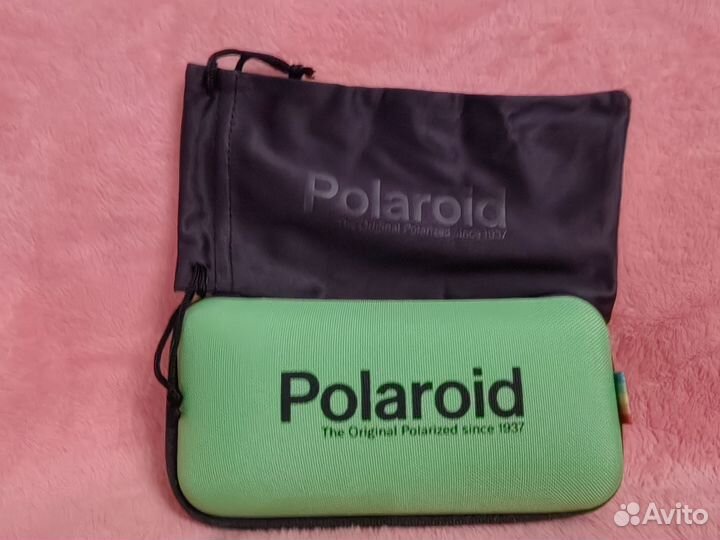 Polaroid
The Original Polarized since 1937
Polaroid
The Original Polarized since 1937
Avito